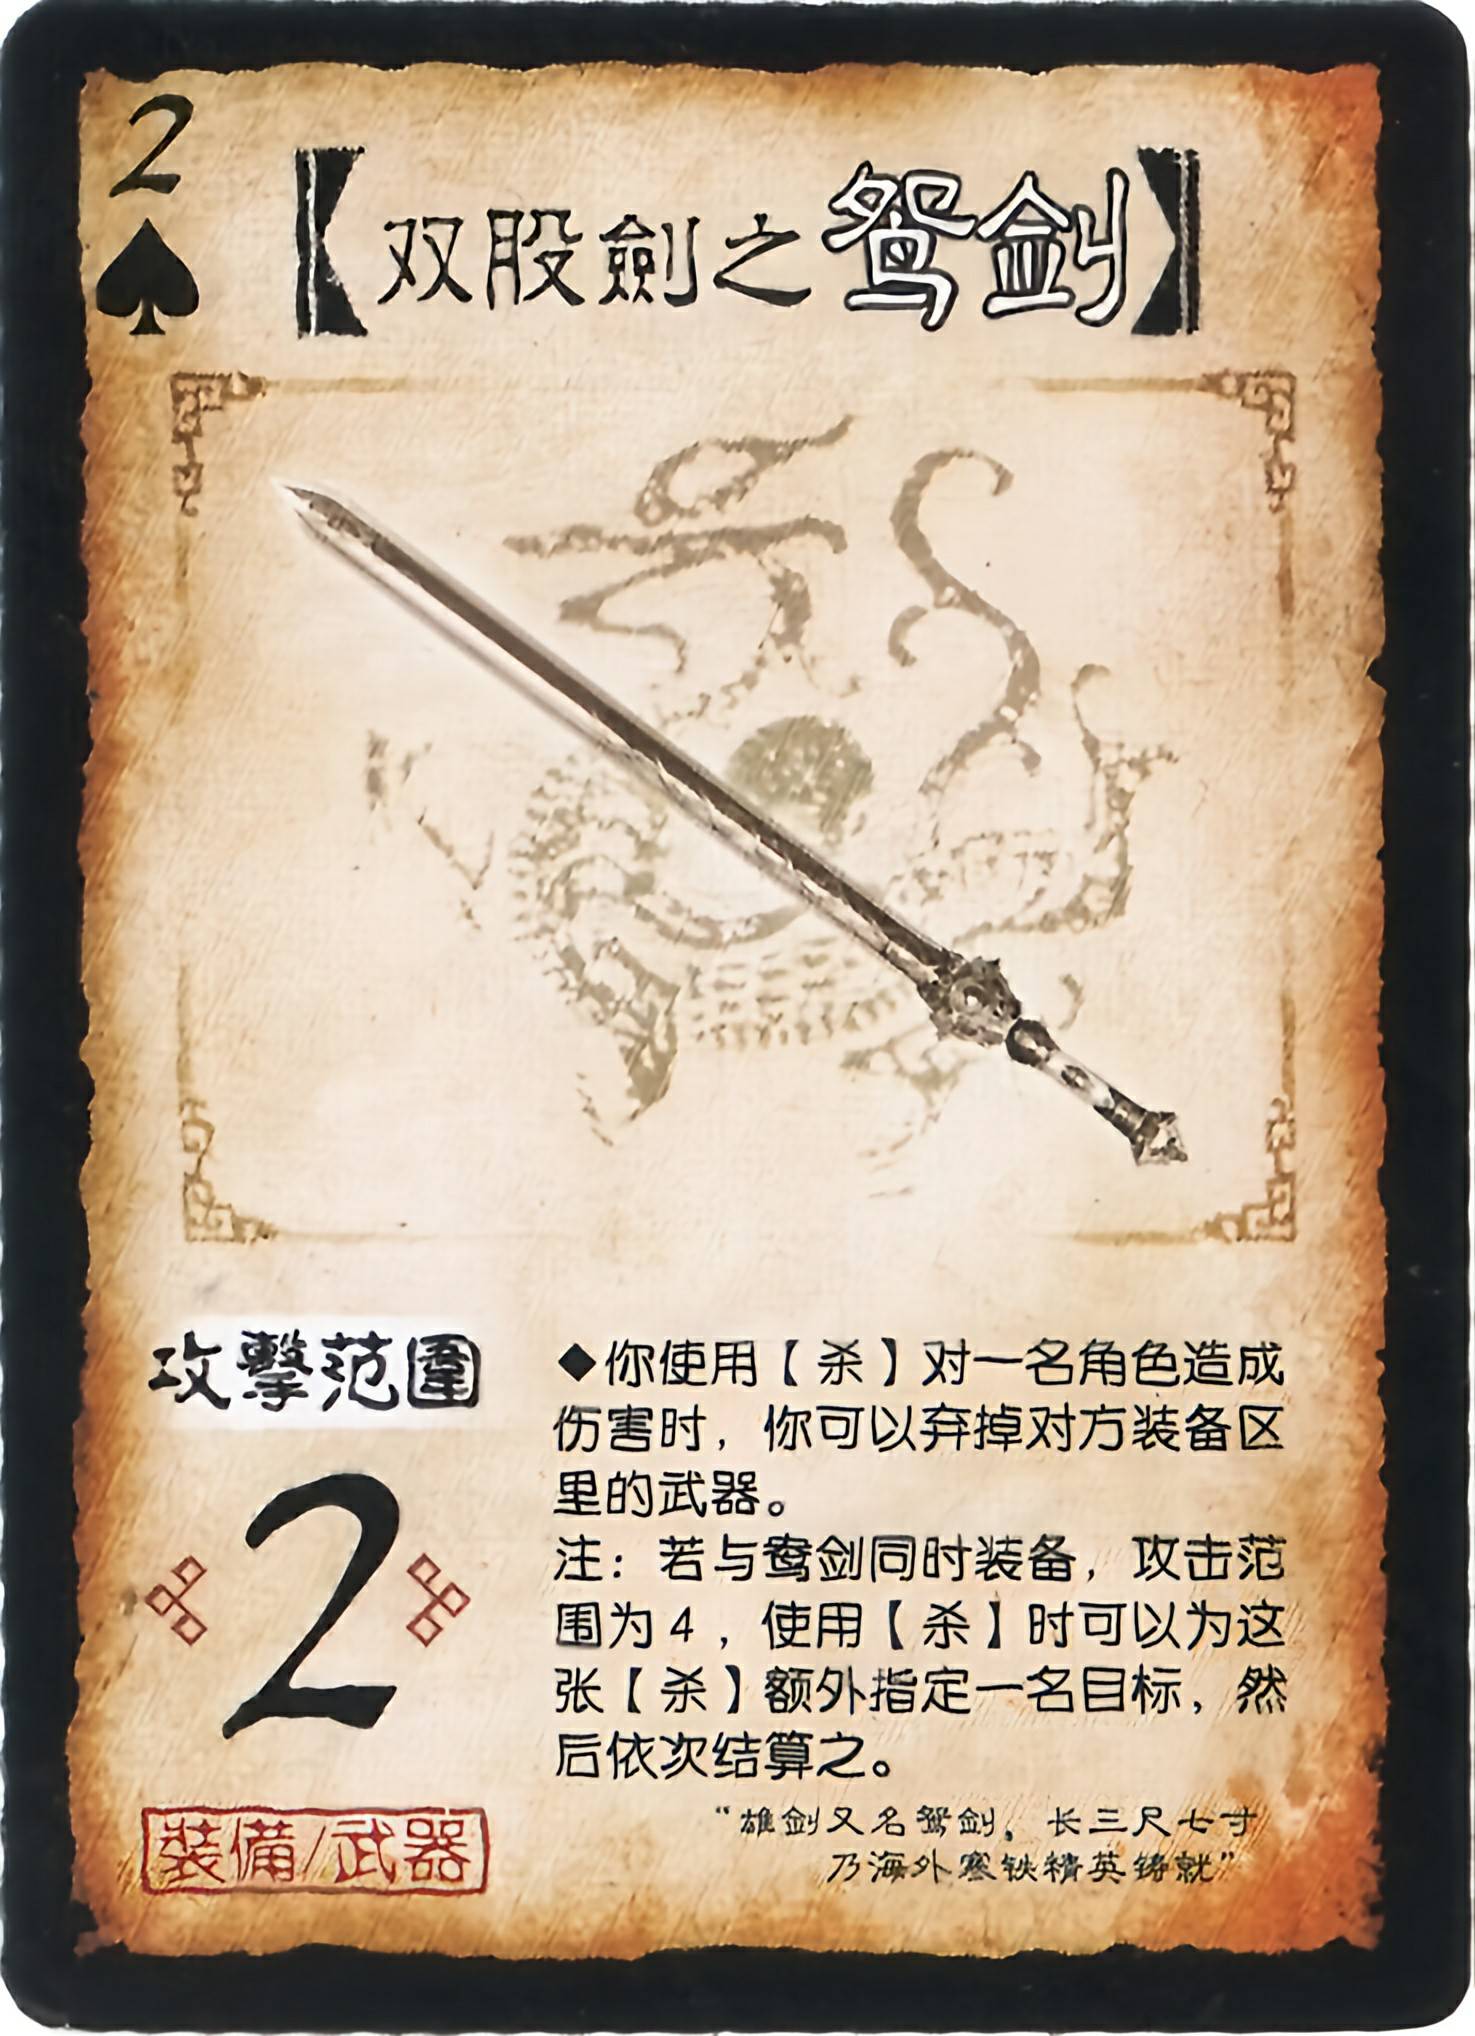 2
【双股劍之鸳剑】
攻擊范圍
2
◆你使用【杀】对一名角色造成
伤害时，你可以弃掉对方装备区
里的武器。
注：若与鸯剑同时装备，攻击范
围为4，使用【杀】时可以为这
张【杀】额外指定一名目标，然
后依次结算之。
裝備/武器
“雄剑又名鸳剑，长三尺七寸
乃海外寒铁精英铸就”